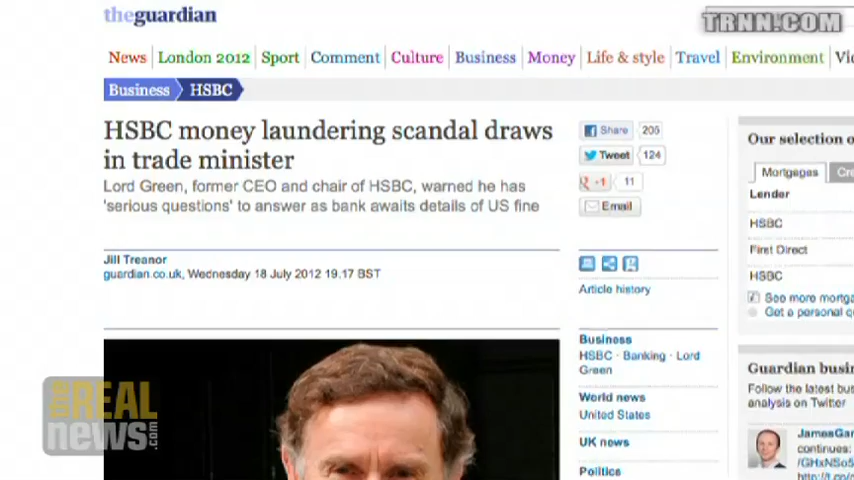 theguardian
TRNN.COM
News London 2012 Sport Comment Culture Business Money Life & style Travel Environment
Business HSBC
HSBC money laundering scandal draws
in trade minister
Lord Green, former CEO and chair of HSBC, warned he has
'serious questions' to answer as bank awaits details of US fine
Share 205
Tweet 124
+1 11
Email
Jill Treanor
guardian.co.uk, Wednesday 18 July 2012 19.17 BST
Article history
Business
HSBC · Banking · Lord
Green
World news
United States
UK news
Politics
Our selection o
Mortgages
Lender
HSBC
First Direct
HSBC
See more mortga
Get a personal q
Guardian busi
Follow the latest bus
analysis on Twitter
JamesGar
continues:
/GHxNSo5
http://t.co/
the REAL
news.com